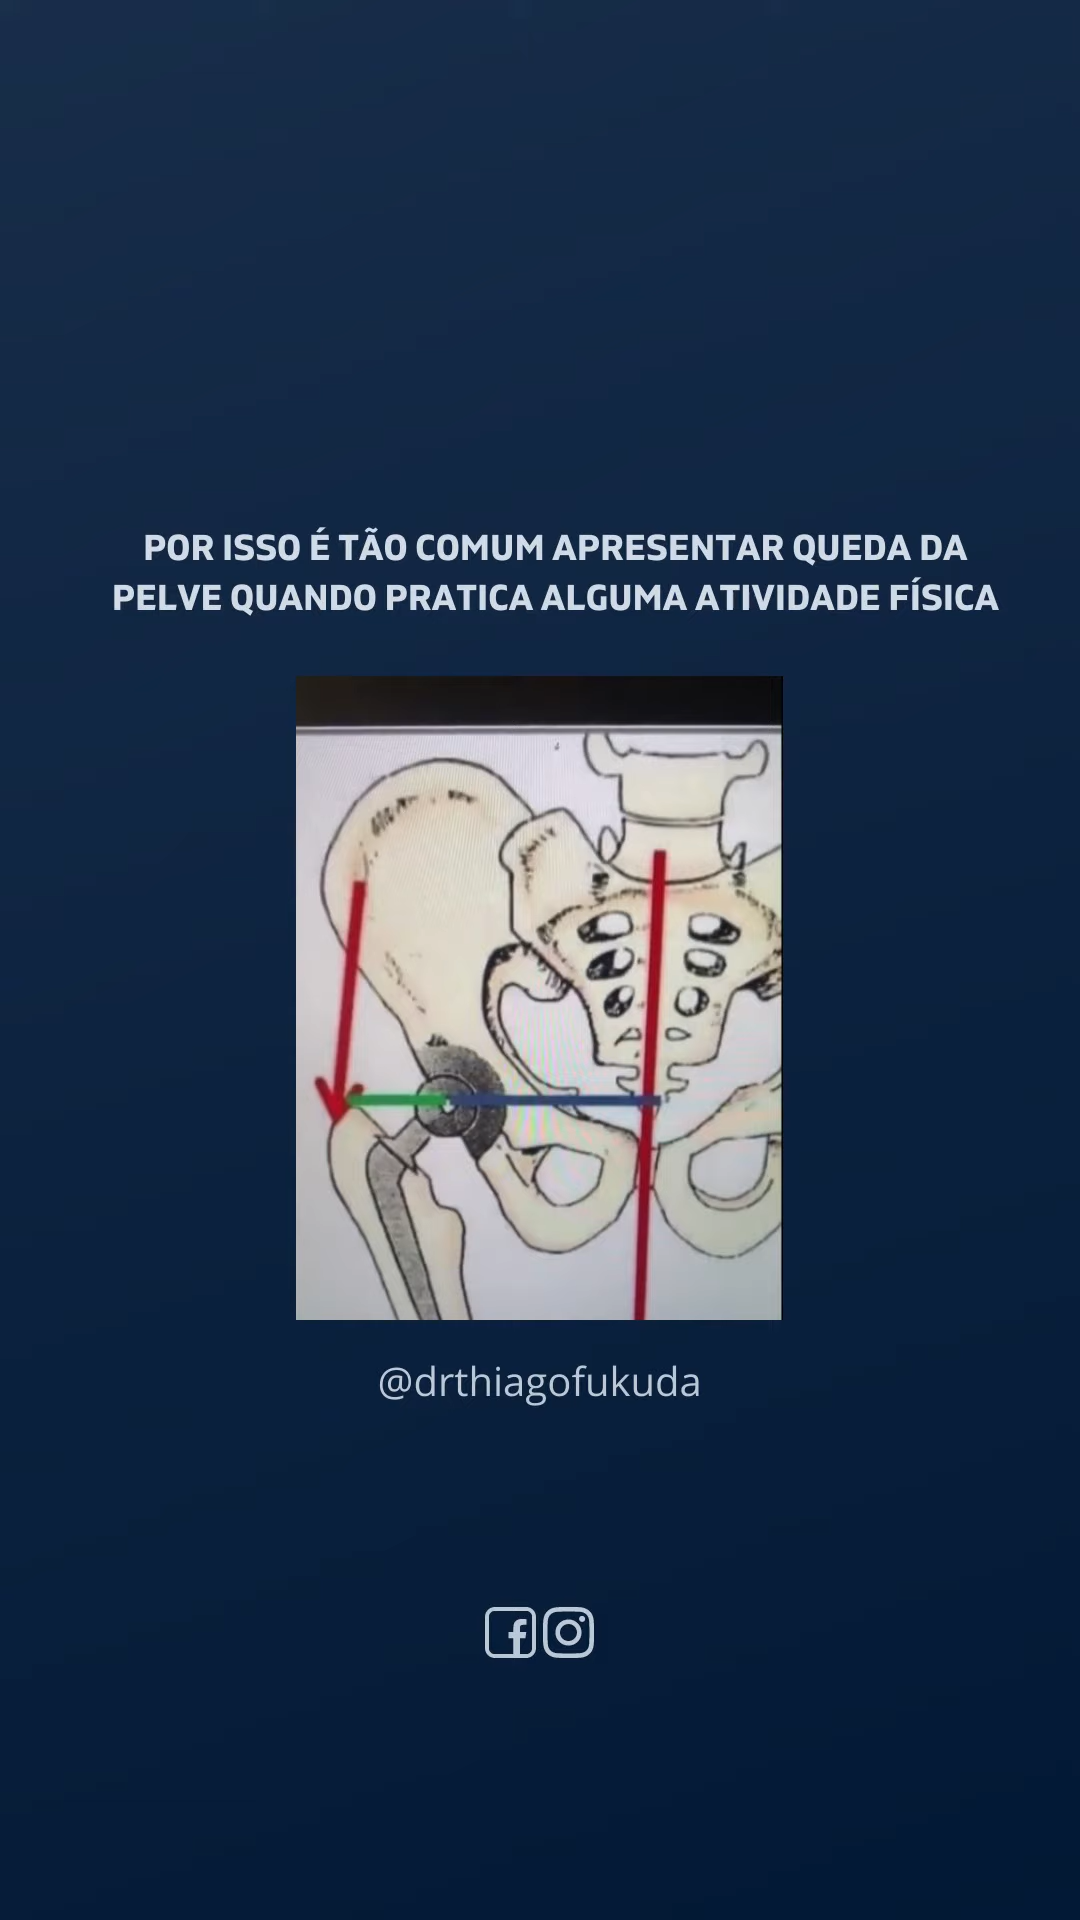 POR ISSO É TÃO COMUM APRESENTAR QUEDA DA
PELVE QUANDO PRATICA ALGUMA ATIVIDADE FÍSICA
@drthiagofukuda